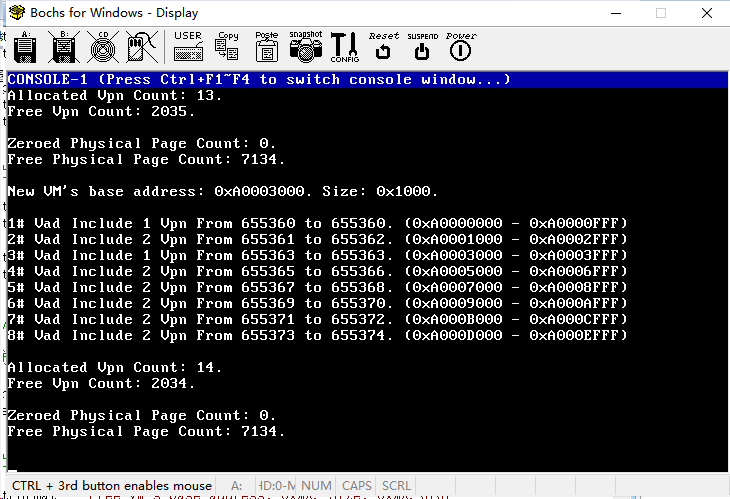 Bochs for Windows - Display
A:
B:
CD
USER
Copy
Paste
snapshot
CONFIG
Reset
SUSPEND
Power
CONSOLE-1 (Press Ctrl+F1~F4 to switch console window...)
Allocated Vpn Count: 13.
Free Vpn Count: 2035.
Zeroed Physical Page Count: 0.
Free Physical Page Count: 7134.
New VM's base address: 0xA0003000. Size: 0x1000.
1# Vad Include 1 Vpn From 655360 to 655360. (0xA0000000 - 0xA0000FFF)
2# Vad Include 2 Vpn From 655361 to 655362. (0xA0001000 - 0xA0002FFF)
3# Vad Include 1 Vpn From 655363 to 655363. (0xA0003000 - 0xA0003FFF)
4# Vad Include 2 Vpn From 655365 to 655366. (0xA0005000 - 0xA0006FFF)
5# Vad Include 2 Vpn From 655367 to 655368. (0xA0007000 - 0xA0008FFF)
6# Vad Include 2 Vpn From 655369 to 655370. (0xA0009000 - 0xA000AFFF)
7# Vad Include 2 Vpn From 655371 to 655372. (0xA000B000 - 0xA000CFFF)
8# Vad Include 2 Vpn From 655373 to 655374. (0xA000D000 - 0xA000EFFF)
Allocated Vpn Count: 14.
Free Vpn Count: 2034.
Zeroed Physical Page Count: 0.
Free Physical Page Count: 7134.
CTRL + 3rd button enables mouse A: HD:0-M NUM CAPS SCRL